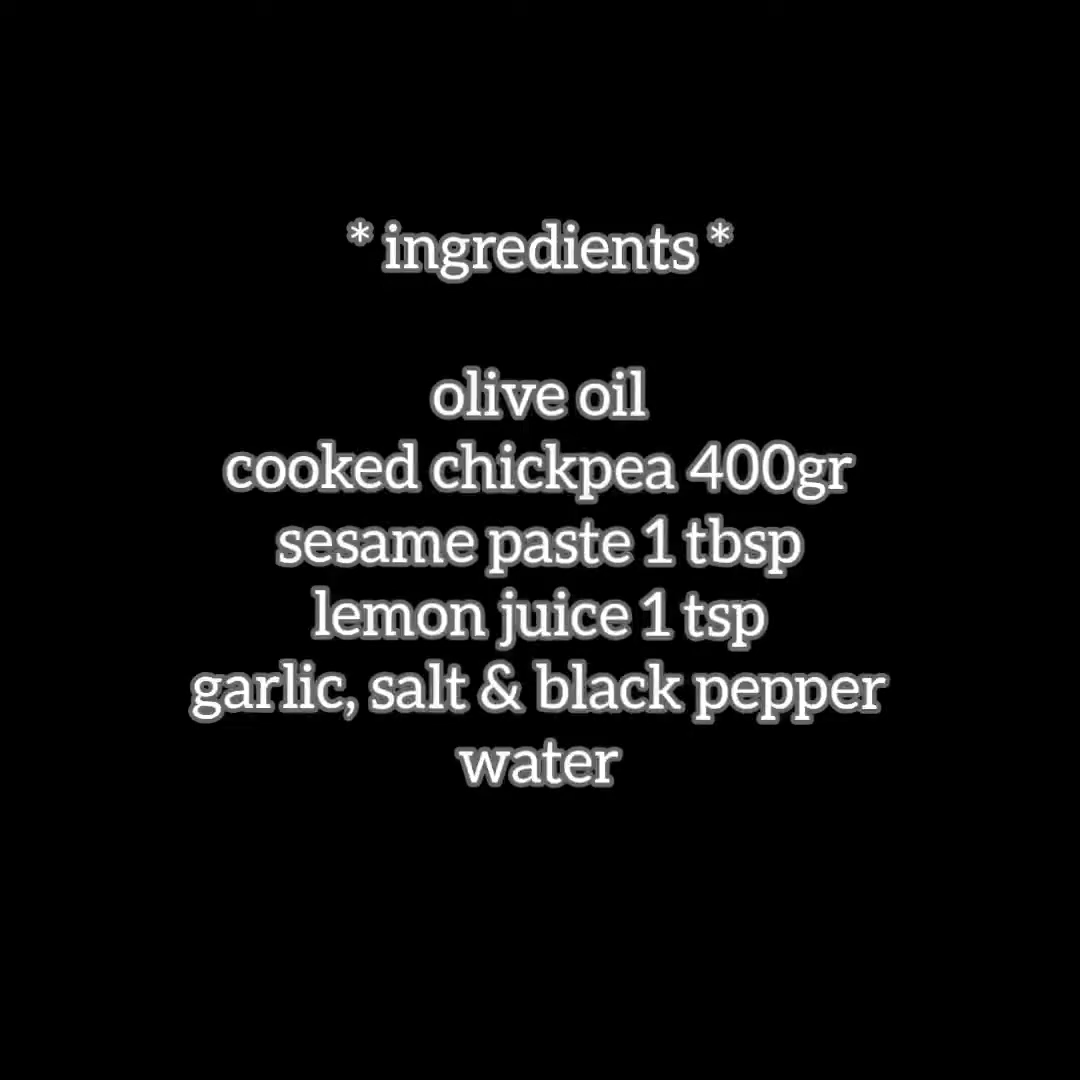 * ingredients *
olive oil
cooked chickpea 400gr
sesame paste 1 tbsp
lemon juice 1 tsp
garlic, salt & black pepper
water